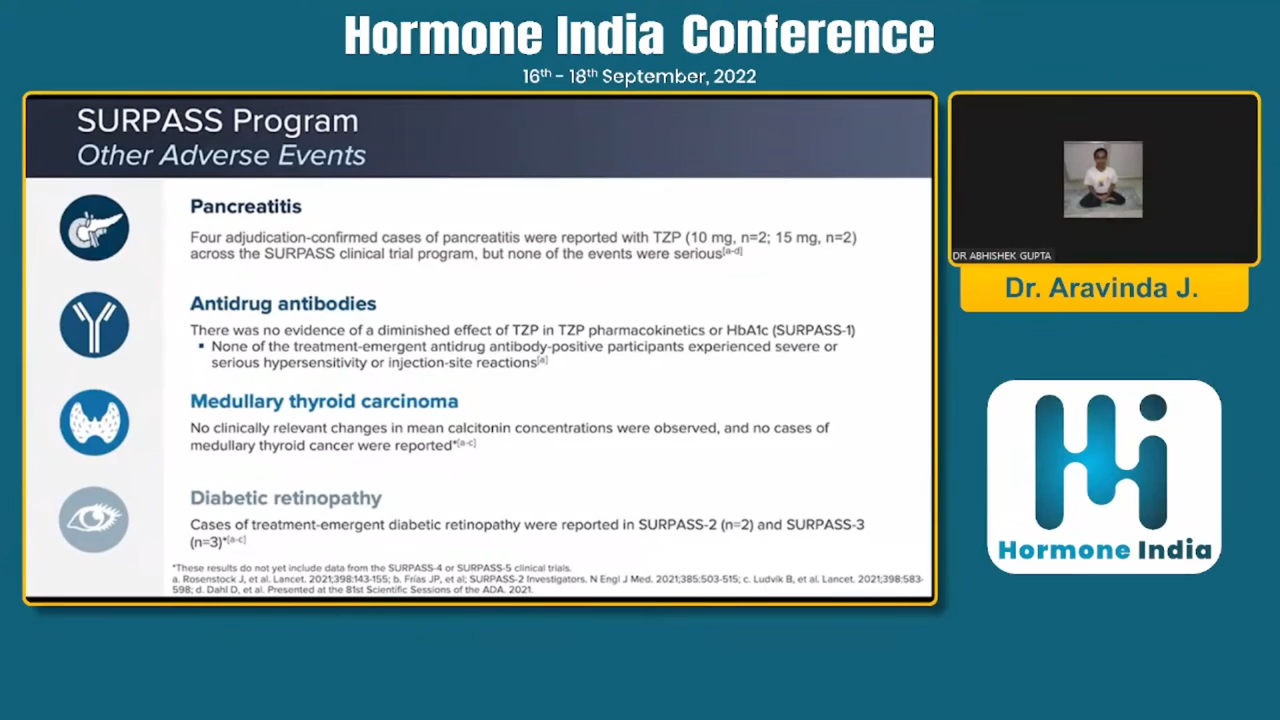 Hormone India Conference
16th - 18th September, 2022
SURPASS Program
Other Adverse Events
Pancreatitis
Four adjudication-confirmed cases of pancreatitis were reported with TZP (10 mg, n=2; 15 mg, n=2)
across the SURPASS clinical trial program, but none of the events were serious[a-d]
Antidrug antibodies
There was no evidence of a diminished effect of TZP in TZP pharmacokinetics or HbA1c (SURPASS-1)
▪ None of the treatment-emergent antidrug antibody-positive participants experienced severe or
serious hypersensitivity or injection-site reactions[a]
Medullary thyroid carcinoma
No clinically relevant changes in mean calcitonin concentrations were observed, and no cases of
medullary thyroid cancer were reported*[a-c]
Diabetic retinopathy
Cases of treatment-emergent diabetic retinopathy were reported in SURPASS-2 (n=2) and SURPASS-3
(n=3)*[a-c]
*These results do not yet include data from the SURPASS-4 or SURPASS-5 clinical trials.
a. Rosenstock J, et al. Lancet. 2021;398:143-155; b. Frías JP, et al; SURPASS-2 Investigators. N Engl J Med. 2021;385:503-515; c. Ludvik B, et al. Lancet. 2021;398:583-
598; d. Dahl D, et al. Presented at the 81st Scientific Sessions of the ADA. 2021.
DR ABHISHEK GUPTA
Dr. Aravinda J.
Hormone India